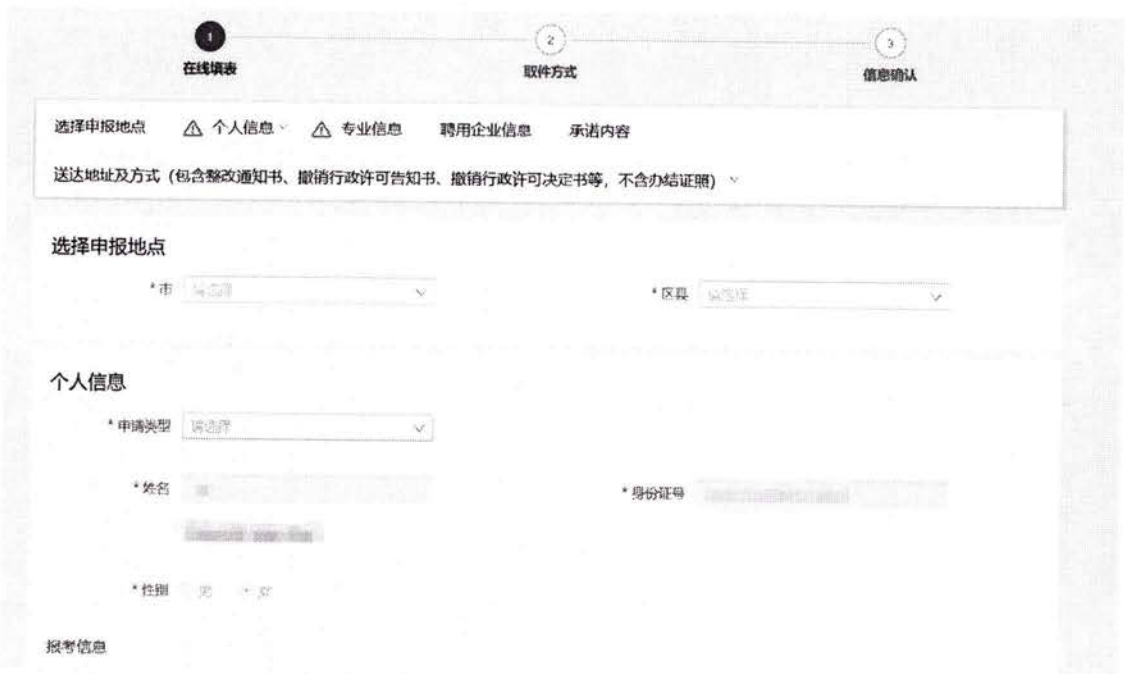 1
2
3
在线填表
取件方式
信息确认
选择申报地点
个人信息
专业信息
聘用企业信息
承诺内容
送达地址及方式（包含整改通知书、撤销行政许可告知书、撤销行政许可决定书等，不含办结证照）
选择申报地点
* 市 请选择
* 区县 请选择
个人信息
* 申请类型 请选择
* 姓名
* 身份证号
* 性别 男 女
报考信息